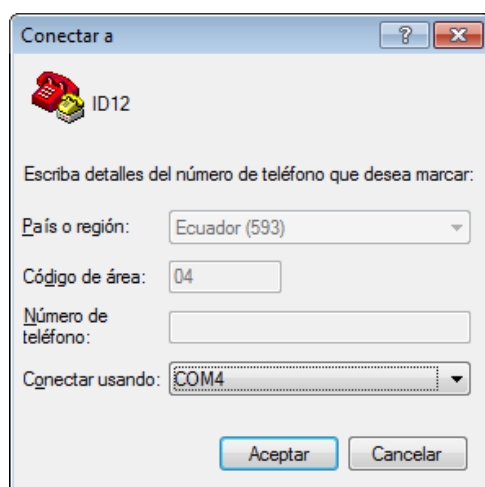 Conectar a
ID12
Escriba detalles del número de teléfono que desea marcar:
País o región: Ecuador (593)
Código de área: 04
Número de
teléfono:
Conectar usando: COM4
Aceptar Cancelar